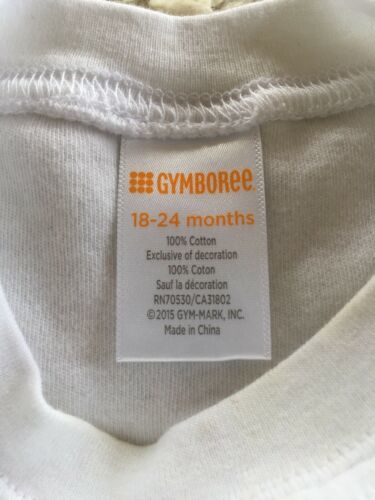 GYMBOREE
18-24 months
100% Cotton
Exclusive of decoration
100% Coton
Sauf la décoration
RN70530/CA31802
©2015 GYM-MARK, INC.
Made in China